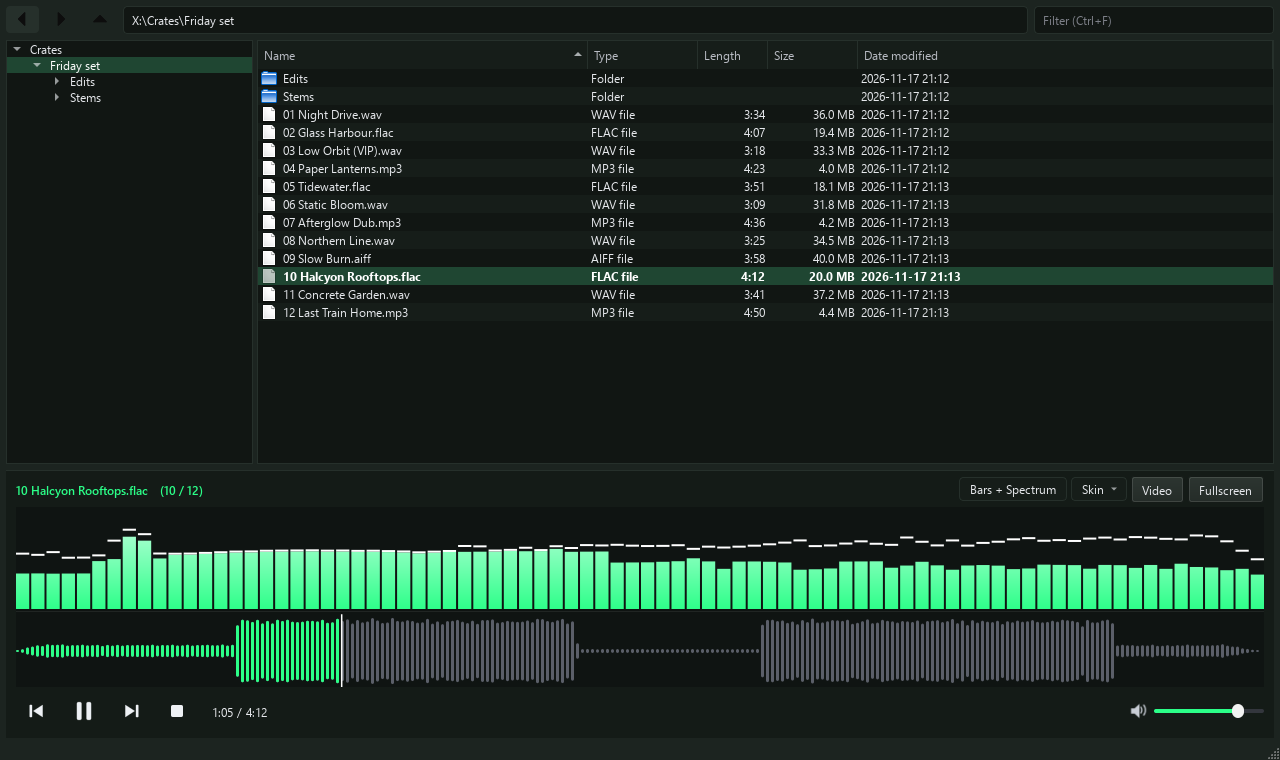 X:\Crates\Friday set Filter (Ctrl+F)
Crates
Friday set
Edits
Stems
Name Type Length Size Date modified
Edits Folder 2026-11-17 21:12
Stems Folder 2026-11-17 21:12
01 Night Drive.wav WAV file 3:34 36.0 MB 2026-11-17 21:12
02 Glass Harbour.flac FLAC file 4:07 19.4 MB 2026-11-17 21:12
03 Low Orbit (VIP).wav WAV file 3:18 33.3 MB 2026-11-17 21:12
04 Paper Lanterns.mp3 MP3 file 4:23 4.0 MB 2026-11-17 21:12
05 Tidewater.flac FLAC file 3:51 18.1 MB 2026-11-17 21:13
06 Static Bloom.wav WAV file 3:09 31.8 MB 2026-11-17 21:13
07 Afterglow Dub.mp3 MP3 file 4:36 4.2 MB 2026-11-17 21:13
08 Northern Line.wav WAV file 3:25 34.5 MB 2026-11-17 21:13
09 Slow Burn.aiff AIFF file 3:58 40.0 MB 2026-11-17 21:13
10 Halcyon Rooftops.flac FLAC file 4:12 20.0 MB 2026-11-17 21:13
11 Concrete Garden.wav WAV file 3:41 37.2 MB 2026-11-17 21:13
12 Last Train Home.mp3 MP3 file 4:50 4.4 MB 2026-11-17 21:13
10 Halcyon Rooftops.flac (10 / 12) Bars + Spectrum Skin Video Fullscreen
1:05 / 4:12